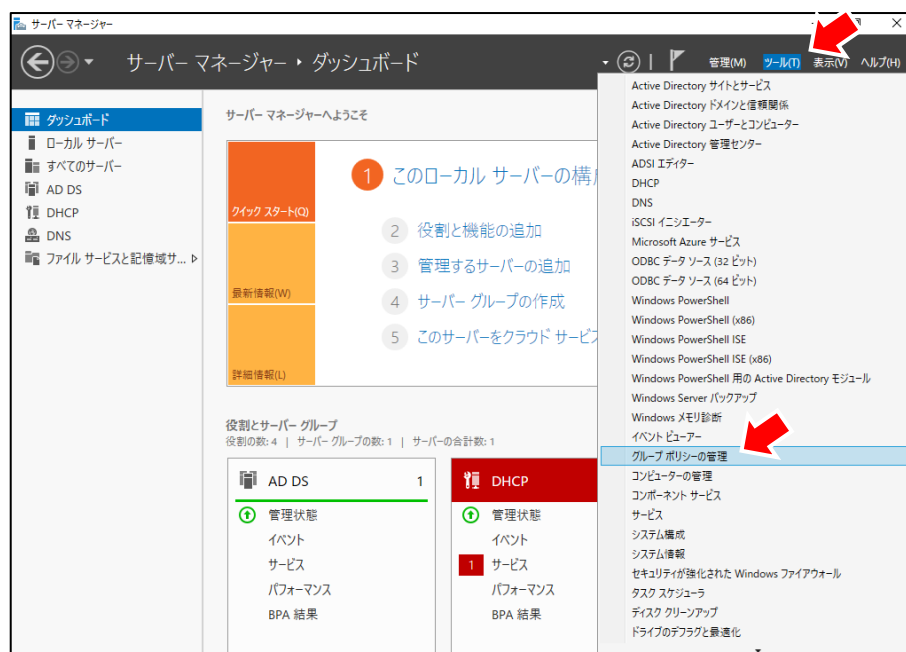 サーバー マネージャー
サーバー マネージャー ・ ダッシュボード
管理(M) ツール(T) 表示(V) ヘルプ(H)
ダッシュボード
ローカル サーバー
すべてのサーバー
AD DS
DHCP
DNS
ファイル サービスと記憶域サ...
サーバー マネージャーへようこそ
クイック スタート(Q)
最新情報(W)
詳細情報(L)
1 このローカル サーバーの構
2 役割と機能の追加
3 管理するサーバーの追加
4 サーバー グループの作成
5 このサーバーをクラウド サービス
役割とサーバー グループ
役割の数: 4 | サーバー グループの数: 1 | サーバーの合計数: 1
AD DS 1
管理状態
イベント
サービス
パフォーマンス
BPA 結果
DHCP
管理状態
イベント
1 サービス
パフォーマンス
BPA 結果
Active Directory サイトとサービス
Active Directory ドメインと信頼関係
Active Directory ユーザーとコンピューター
Active Directory 管理センター
ADSI エディター
DHCP
DNS
iSCSI イニシエーター
Microsoft Azure サービス
ODBC データ ソース (32 ビット)
ODBC データ ソース (64 ビット)
Windows PowerShell
Windows PowerShell (x86)
Windows PowerShell ISE
Windows PowerShell ISE (x86)
Windows PowerShell 用の Active Directory モジュール
Windows Server バックアップ
Windows メモリ診断
イベント ビューアー
グループ ポリシーの管理
コンピューターの管理
コンポーネント サービス
サービス
システム構成
システム情報
セキュリティが強化された Windows ファイアウォール
タスク スケジューラ
ディスク クリーンアップ
ドライブのデフラグと最適化